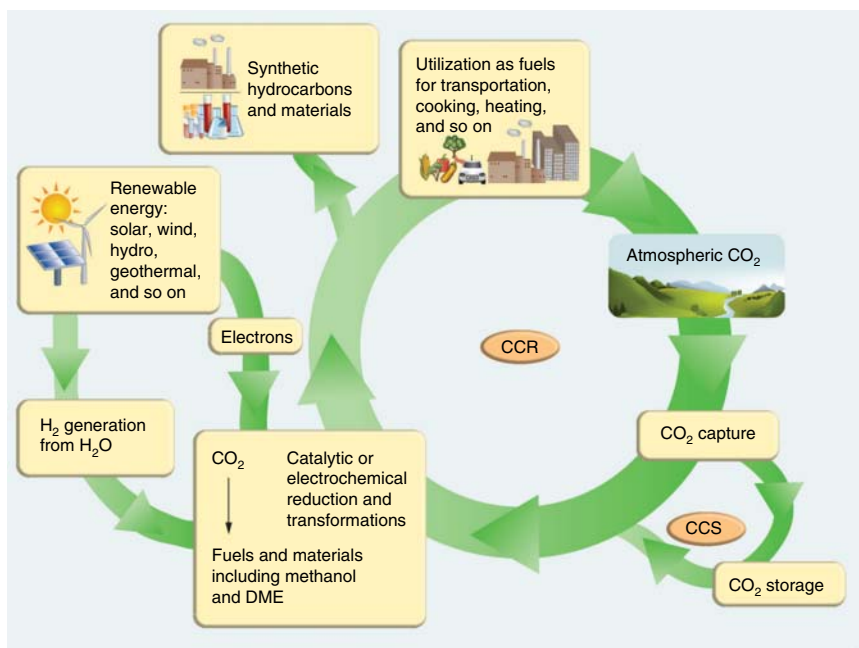 Synthetic
hydrocarbons
and materials
Utilization as fuels
for transportation,
cooking, heating,
and so on
Renewable
energy:
solar, wind,
hydro,
geothermal,
and so on
Atmospheric CO₂
Electrons
CCR
H₂ generation
from H₂O
CO₂ capture
CO₂
Catalytic or
electrochemical
reduction and
transformations
Fuels and materials
including methanol
and DME
CCS
CO₂ storage